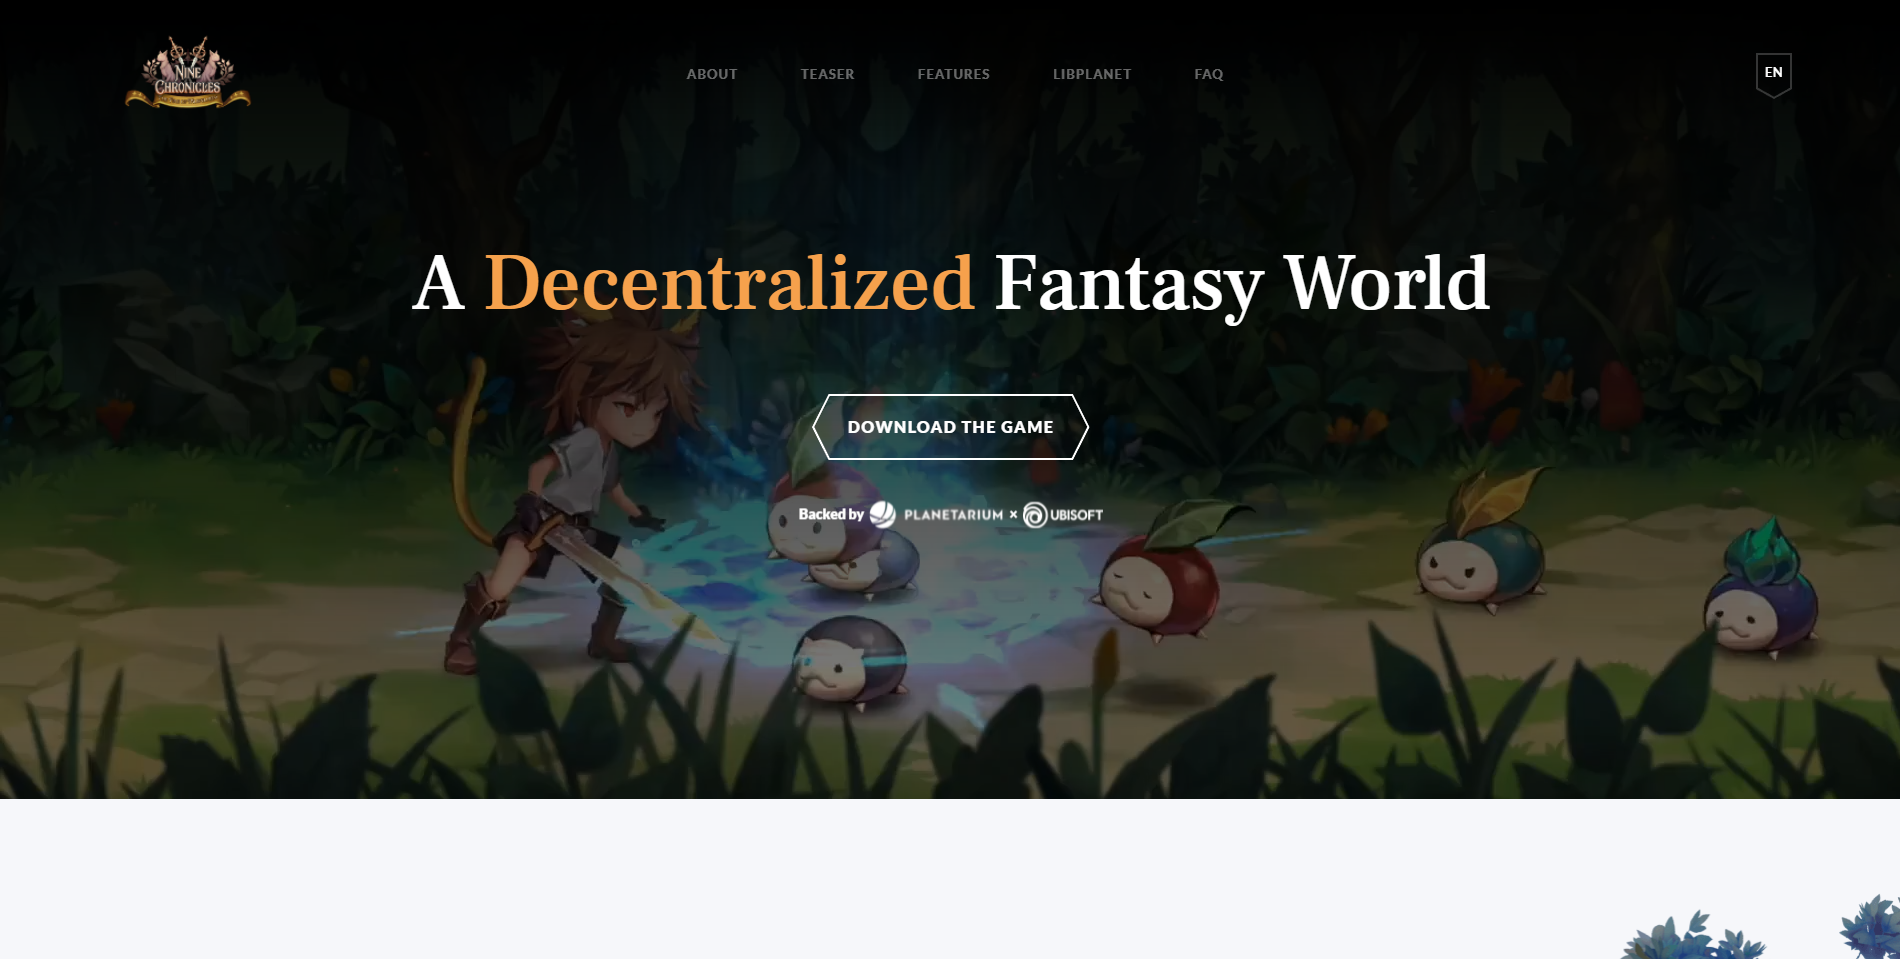 NINE
CHRONICLES
ABOUT
TEASER
FEATURES
LIBPLANET
FAQ
EN
A Decentralized Fantasy World
DOWNLOAD THE GAME
Backed by PLANETARIUM × UBISOFT